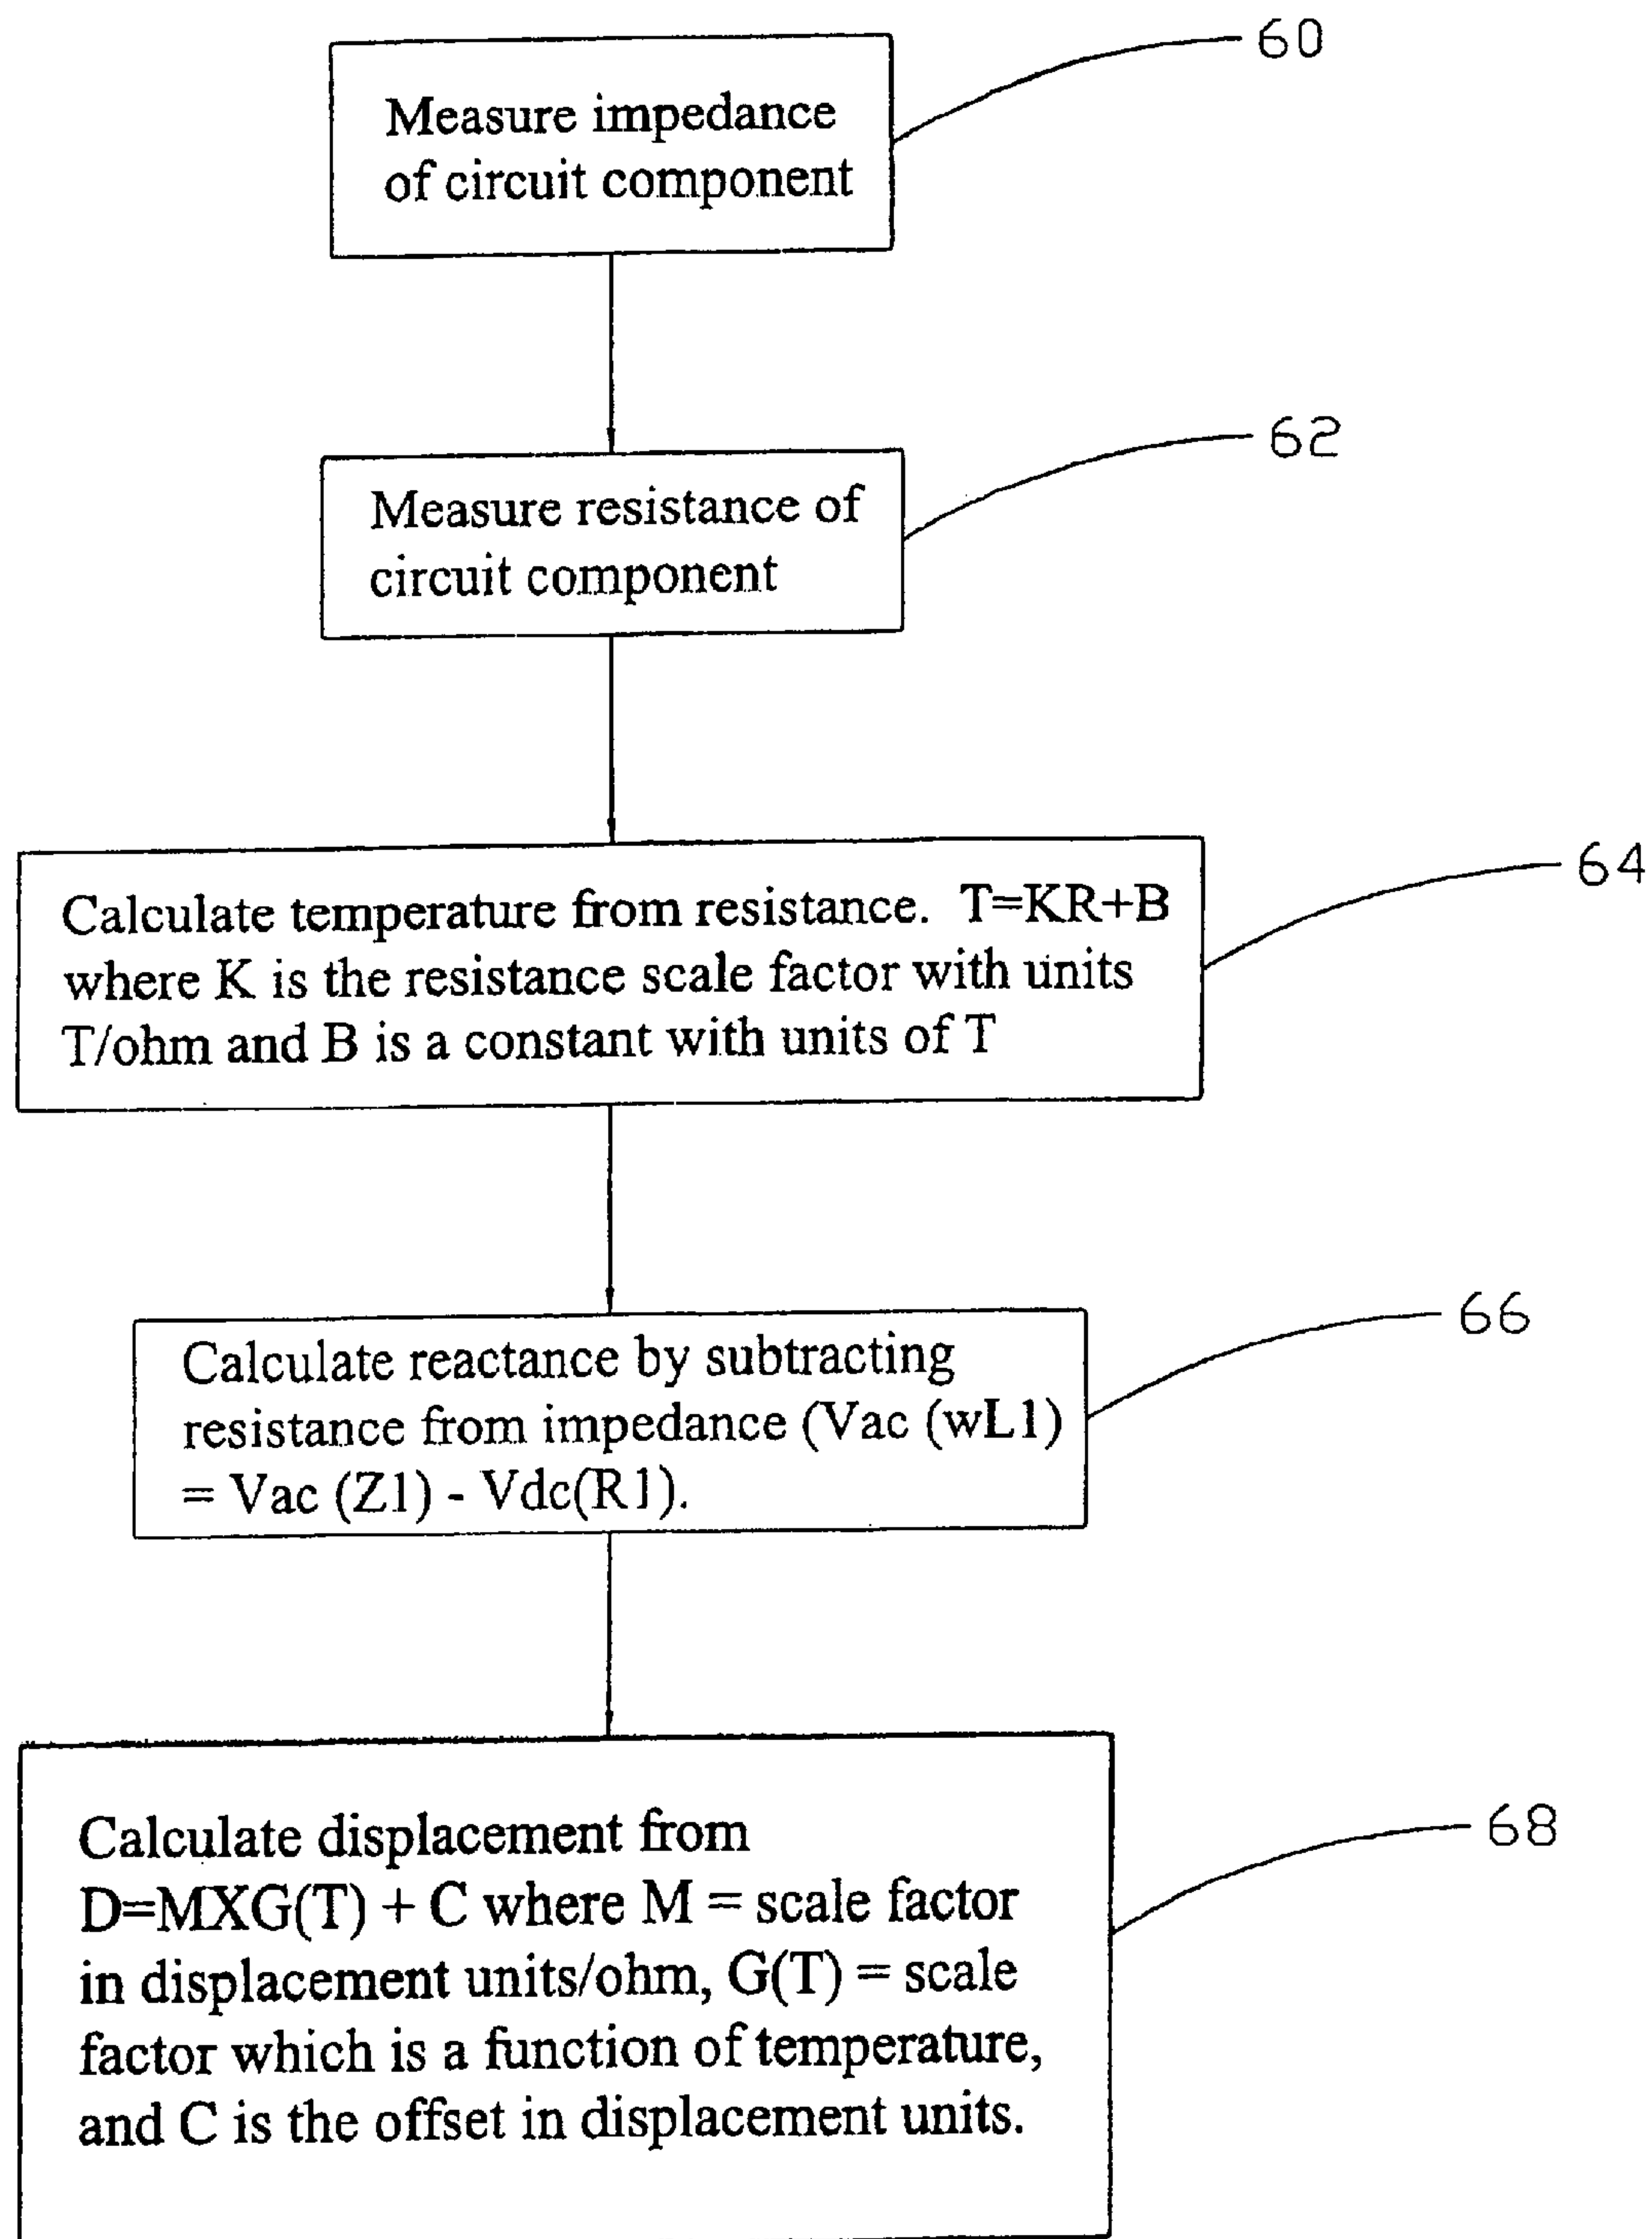 60
Measure impedance
of circuit component
62
Measure resistance of
circuit component
64
Calculate temperature from resistance. T=KR+B
where K is the resistance scale factor with units
T/ohm and B is a constant with units of T
66
Calculate reactance by subtracting
resistance from impedance (Vac (wL1)
= Vac (Z1) - Vdc(R1).
68
Calculate displacement from
D=MXG(T) + C where M = scale factor
in displacement units/ohm, G(T) = scale
factor which is a function of temperature,
and C is the offset in displacement units.